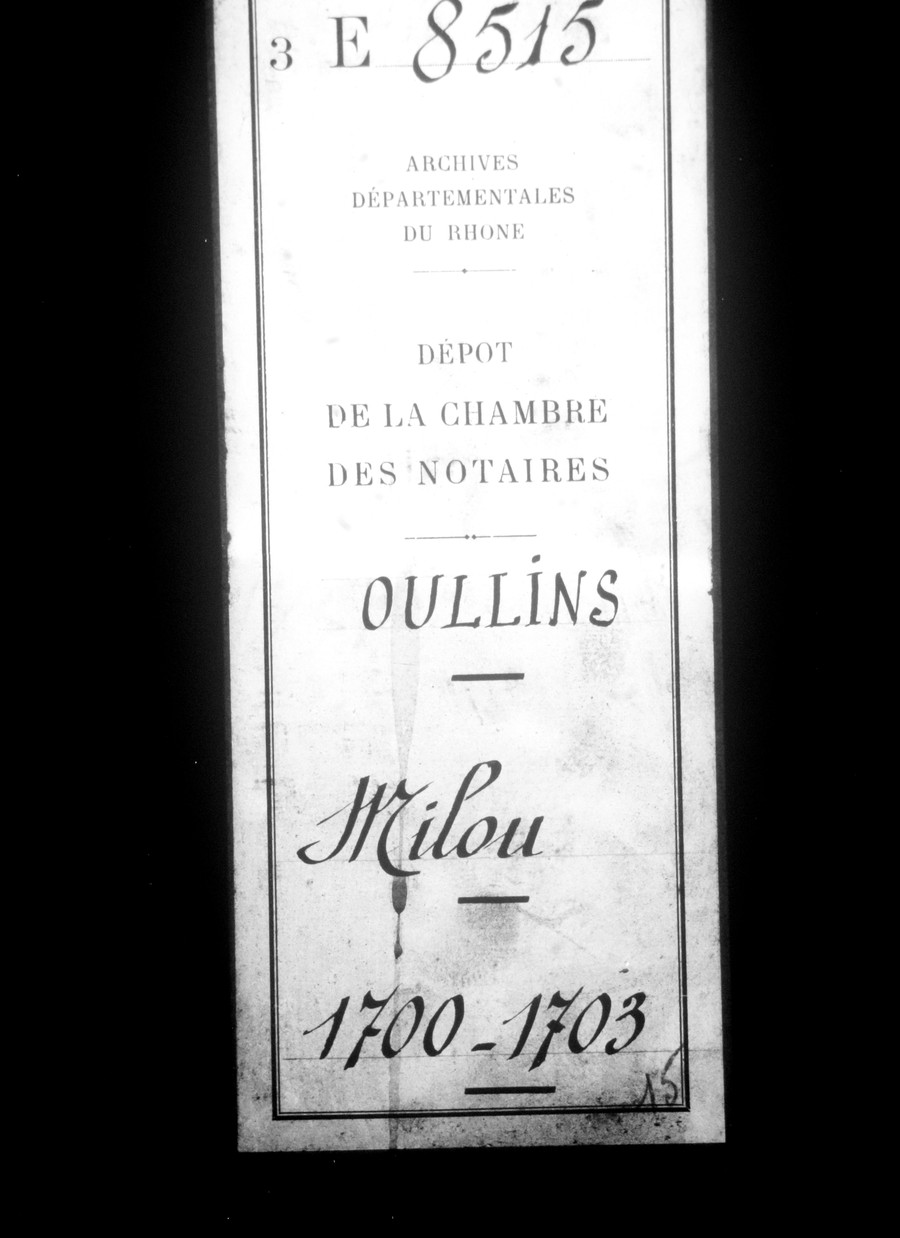 3 E 8515
ARCHIVES
DÉPARTEMENTALES
DU RHONE
DÉPOT
DE LA CHAMBRE
DES NOTAIRES
OULLiNS
Milou
1700-1703
15